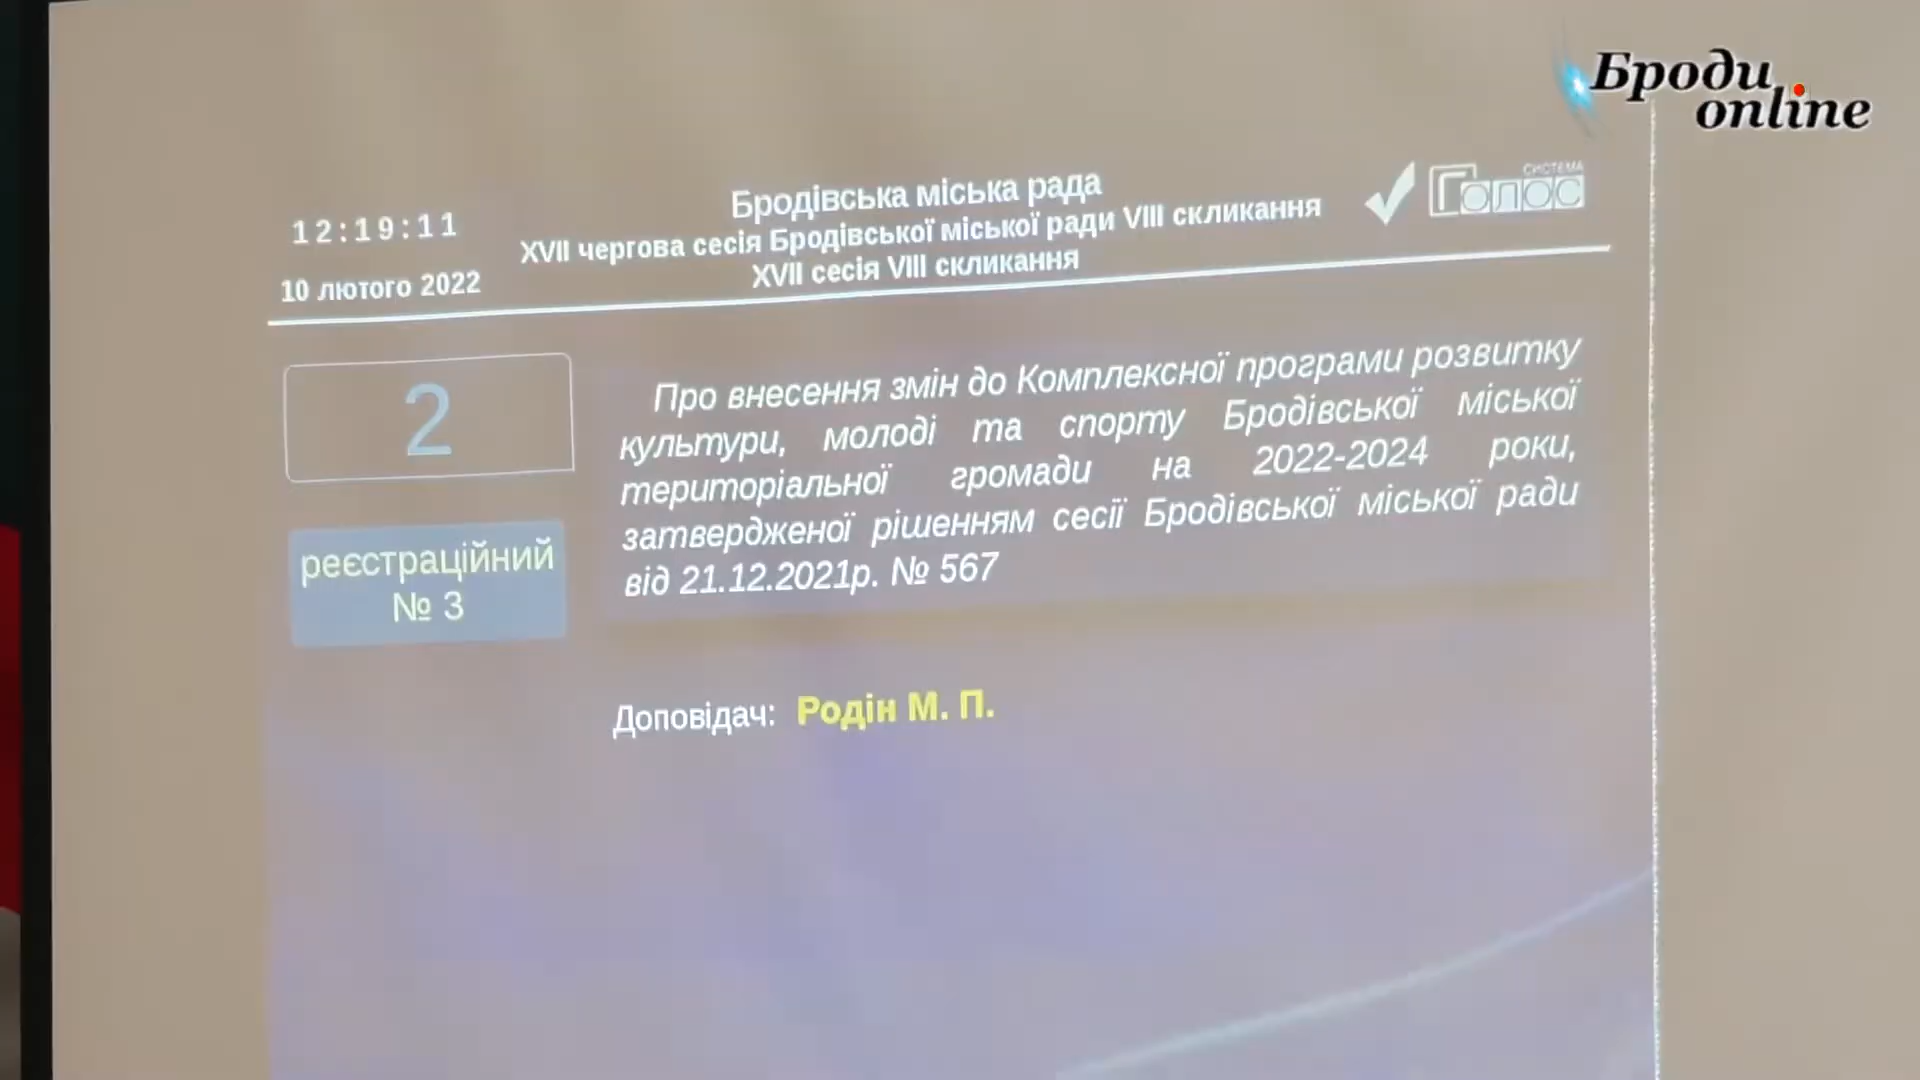 Броди
online
12:19:11
10 лютого 2022
Бродівська міська рада
XVII чергова сесія Бродівської міської ради VIII скликання
XVII сесія VIII скликання
СИСТЕМА
Голос
2
реєстраційний
№ 3
Про внесення змін до Комплексної програми розвитку
культури, молоді та спорту Бродівської міської
територіальної громади на 2022-2024 роки,
затвердженої рішенням сесії Бродівської міської ради
від 21.12.2021р. № 567
Доповідач: Родін М. П.